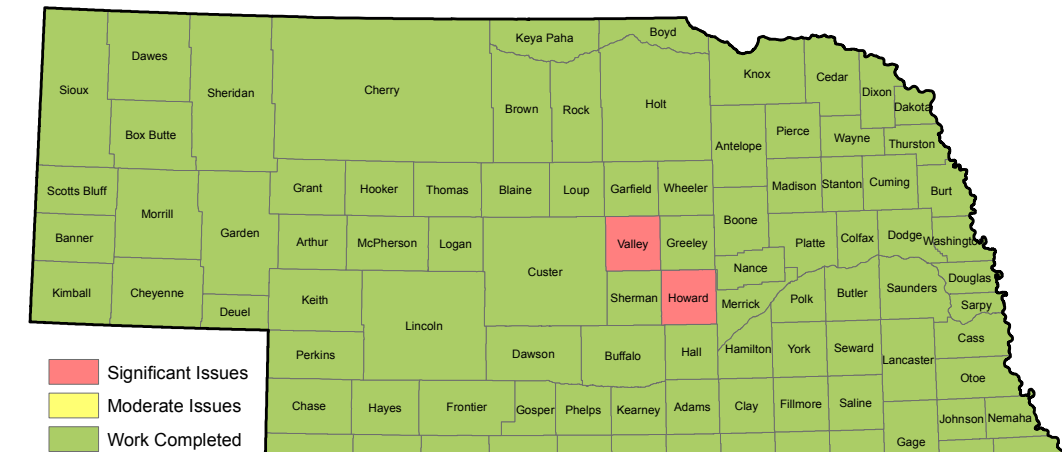 Keya Paha
Boyd
Dawes
Knox
Cedar
Sioux
Sheridan
Cherry
Dixon
Brown
Rock
Holt
Dakota
Box Butte
Pierce
Wayne
Thurston
Antelope
Scotts Bluff
Grant
Hooker
Thomas
Blaine
Loup
Garfield
Wheeler
Madison
Stanton
Cuming
Burt
Morrill
Boone
Banner
Garden
Arthur
McPherson
Logan
Valley
Greeley
Platte
Colfax
Dodge
Washington
Custer
Nance
Kimball
Cheyenne
Keith
Sherman
Howard
Merrick
Polk
Butler
Saunders
Douglas
Sarpy
Deuel
Lincoln
Perkins
Dawson
Buffalo
Hall
Hamilton
York
Seward
Lancaster
Cass
Otoe
Significant Issues
Chase
Hayes
Frontier
Gosper
Phelps
Kearney
Adams
Clay
Fillmore
Saline
Johnson
Nemaha
Moderate Issues
Gage
Work Completed